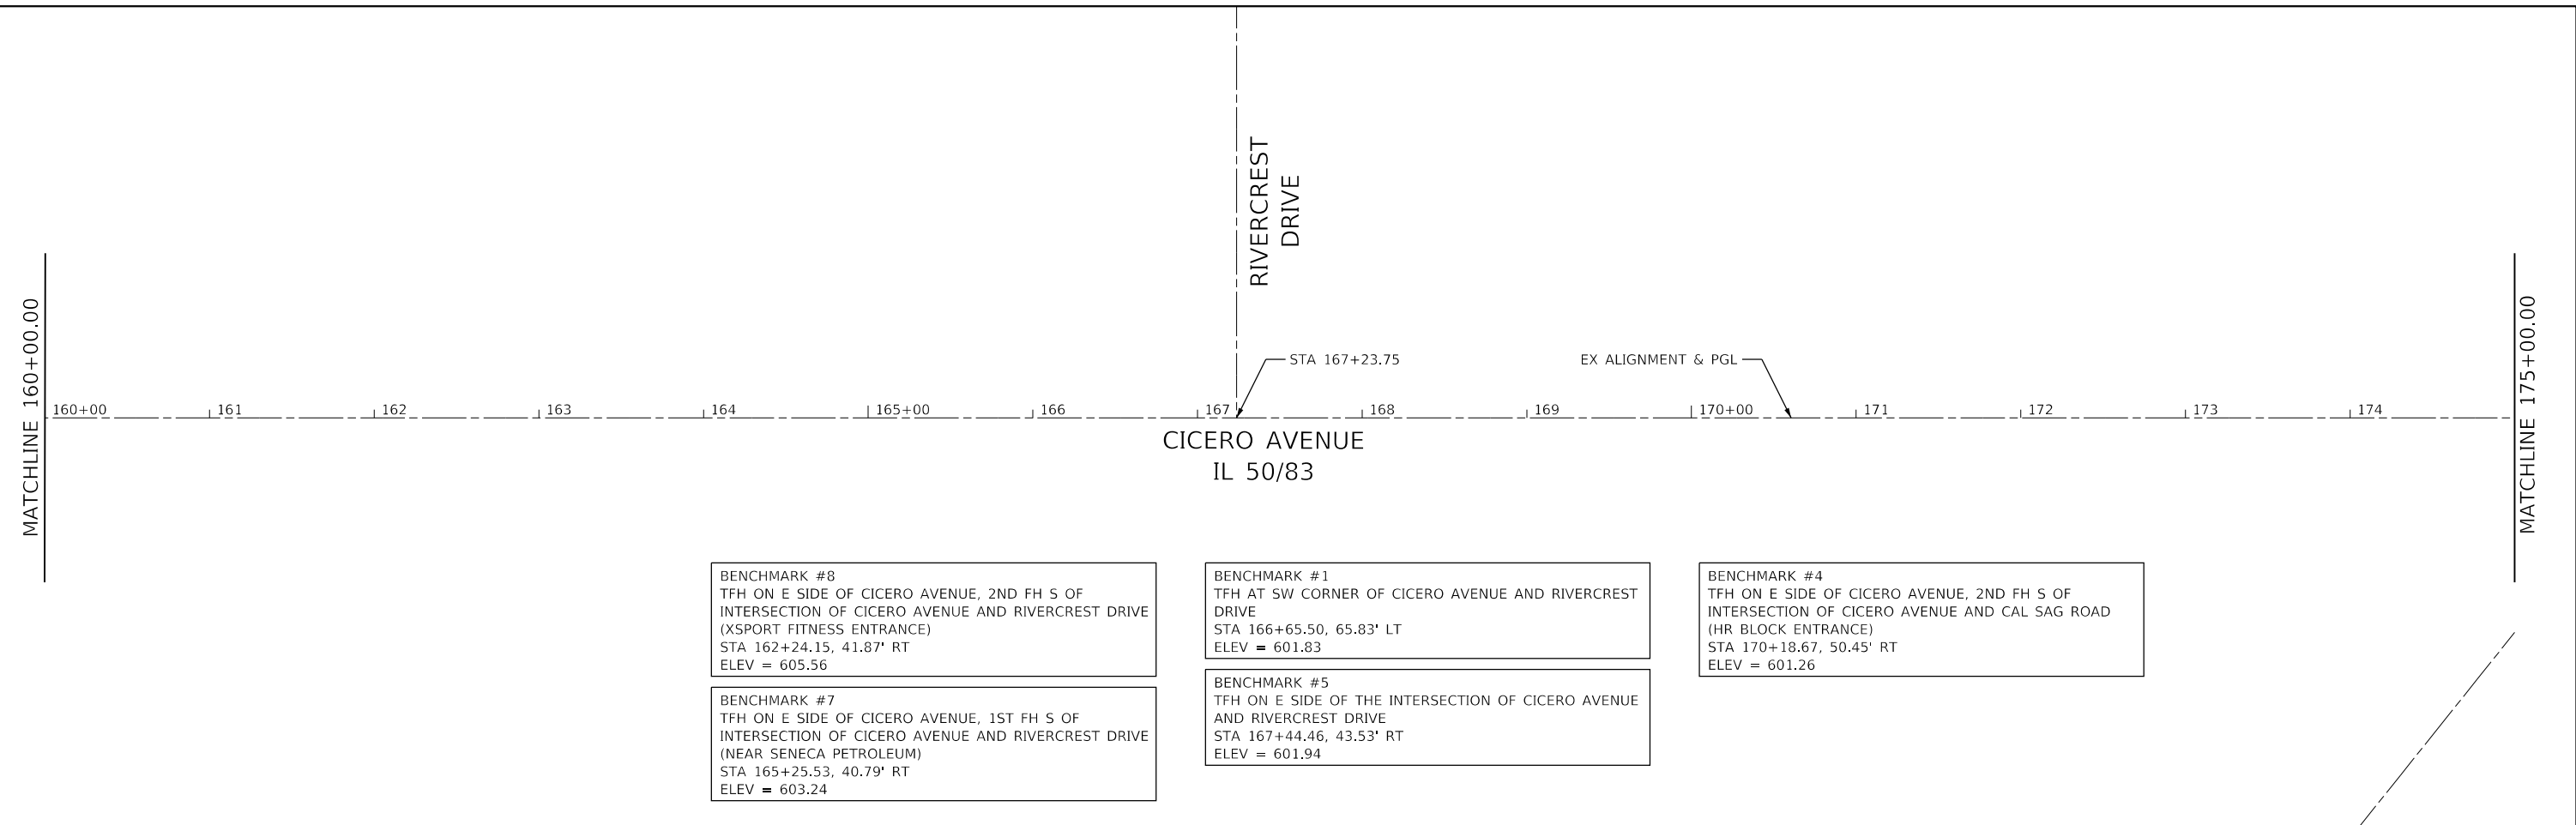 RIVERCREST
DRIVE
MATCHLINE 160+00.00
STA 167+23.75
EX ALIGNMENT & PGL
MATCHLINE 175+00.00
160+00
161
162
163
164
165+00
166
167
168
169
170+00
171
172
173
174
CICERO AVENUE
IL 50/83
BENCHMARK #8
TFH ON E SIDE OF CICERO AVENUE, 2ND FH S OF
INTERSECTION OF CICERO AVENUE AND RIVERCREST DRIVE
(XSPORT FITNESS ENTRANCE)
STA 162+24.15, 41.87' RT
ELEV = 605.56
BENCHMARK #7
TFH ON E SIDE OF CICERO AVENUE, 1ST FH S OF
INTERSECTION OF CICERO AVENUE AND RIVERCREST DRIVE
(NEAR SENECA PETROLEUM)
STA 165+25.53, 40.79' RT
ELEV = 603.24
BENCHMARK #1
TFH AT SW CORNER OF CICERO AVENUE AND RIVERCREST
DRIVE
STA 166+65.50, 65.83' LT
ELEV = 601.83
BENCHMARK #5
TFH ON E SIDE OF THE INTERSECTION OF CICERO AVENUE
AND RIVERCREST DRIVE
STA 167+44.46, 43.53' RT
ELEV = 601.94
BENCHMARK #4
TFH ON E SIDE OF CICERO AVENUE, 2ND FH S OF
INTERSECTION OF CICERO AVENUE AND CAL SAG ROAD
(HR BLOCK ENTRANCE)
STA 170+18.67, 50.45' RT
ELEV = 601.26